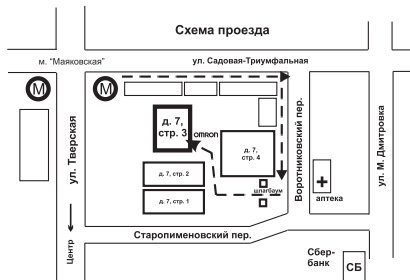 Схема проезда
м. "Маяковская"
ул. Садовая-Триумфальная
М
М
д. 7,
стр. 3
OMRON
д. 7,
стр. 4
ул. Тверская
Воротниковский пер.
ул. М. Дмитровка
д. 7, стр. 2
шлагбаум
аптека
д. 7, стр. 1
Центр
Старопименовский пер.
Сбер-
банк
СБ